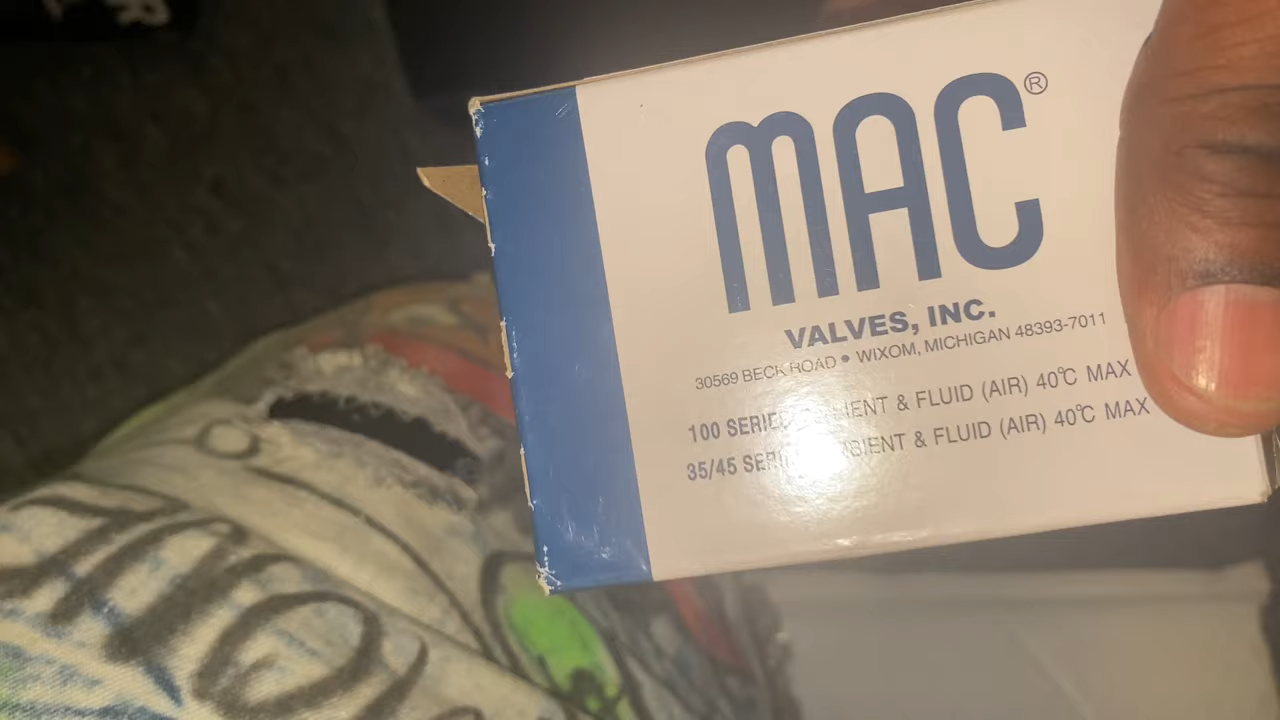 MAC®
VALVES, INC.
30569 BECK ROAD • WIXOM, MICHIGAN 48393-7011
100 SERIES AMBIENT & FLUID (AIR) 40°C MAX
35/45 SERIES AMBIENT & FLUID (AIR) 40°C MAX